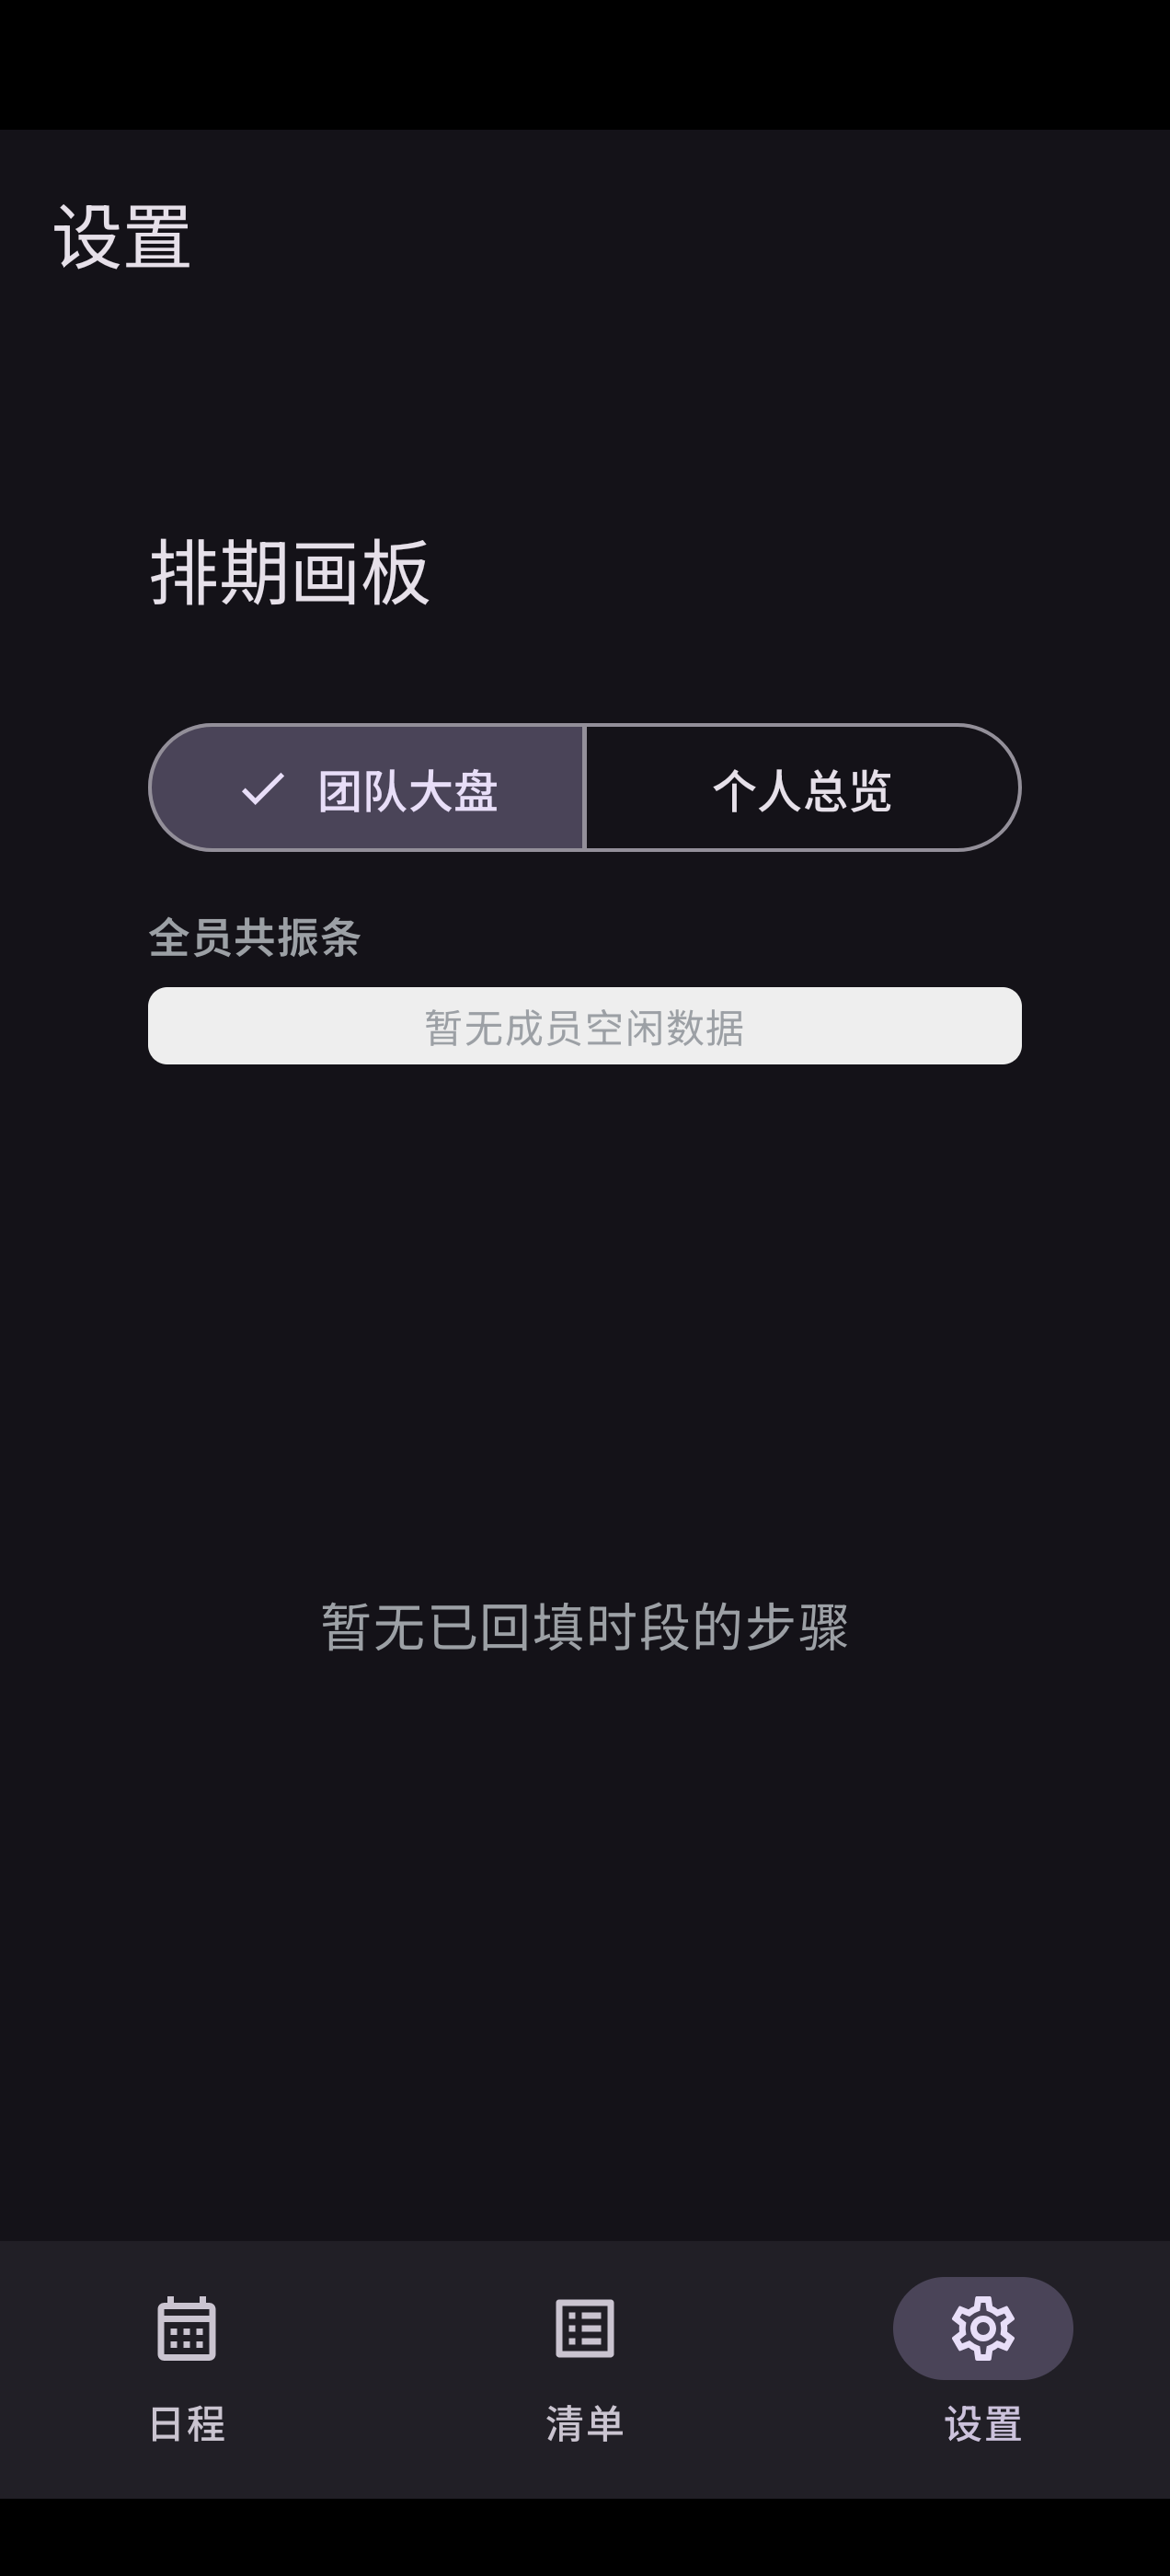 设置
排期画板
团队大盘
个人总览
全员共振条
暂无成员空闲数据
暂无已回填时段的步骤
日程
清单
设置